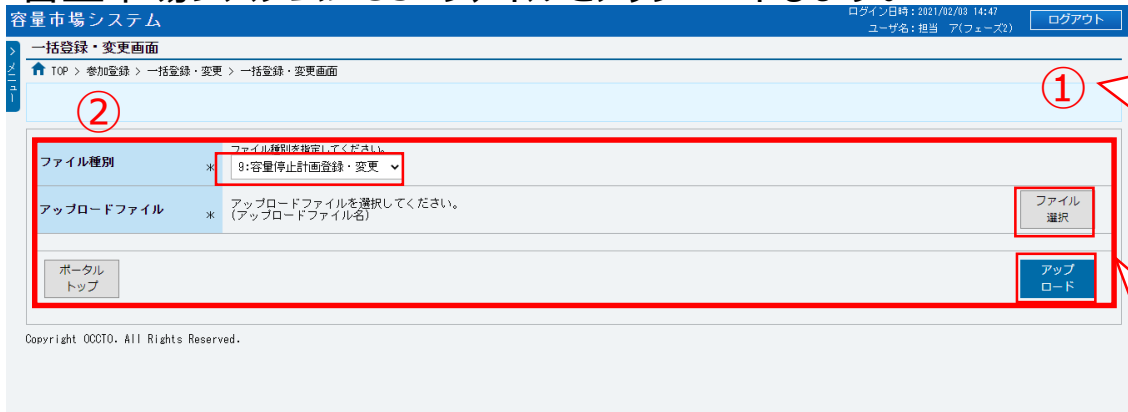 容量市場システム
ログイン日時：2021/02/03 14:47
ユーザ名：担当 ア(フェーズ2)
ログアウト
メニュー
一括登録・変更画面
TOP > 参加登録 > 一括登録・変更 > 一括登録・変更画面
①
②
ファイル種別 *
ファイル種別を指定してください。
9:容量停止計画登録・変更
アップロードファイル *
アップロードファイルを選択してください。
(アップロードファイル名)
ファイル
選択
ポータル
トップ
アップ
ロード
Copyright OCCTO. All Rights Reserved.